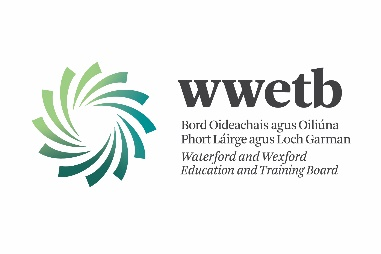 wwetb
Bord Oideachais agus Oiliúna
Phort Láirge agus Loch Garman
Waterford and Wexford
Education and Training Board